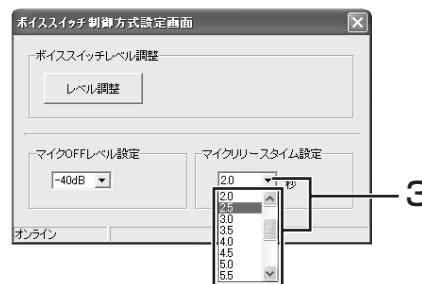 ボイススイッチ制御方式設定画面
ボイススイッチレベル調整
レベル調整
マイクOFFレベル設定
マイクリリースタイム設定
-40dB
2.0
秒
2.0
2.5
3.0
3.5
4.0
4.5
5.0
5.5
3
オンライン